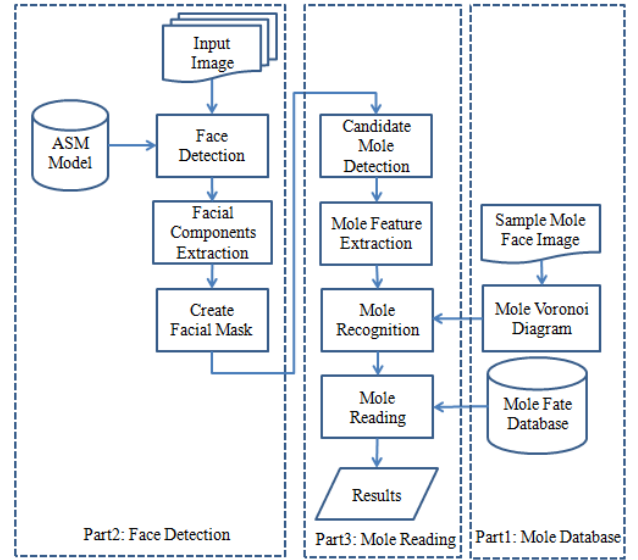 Input
Image
ASM
Model
Face
Detection
Facial
Components
Extraction
Create
Facial Mask
Part2: Face Detection
Candidate
Mole
Detection
Mole Feature
Extraction
Mole
Recognition
Mole
Reading
Results
Part3: Mole Reading
Sample Mole
Face Image
Mole Voronoi
Diagram
Mole Fate
Database
Part1: Mole Database